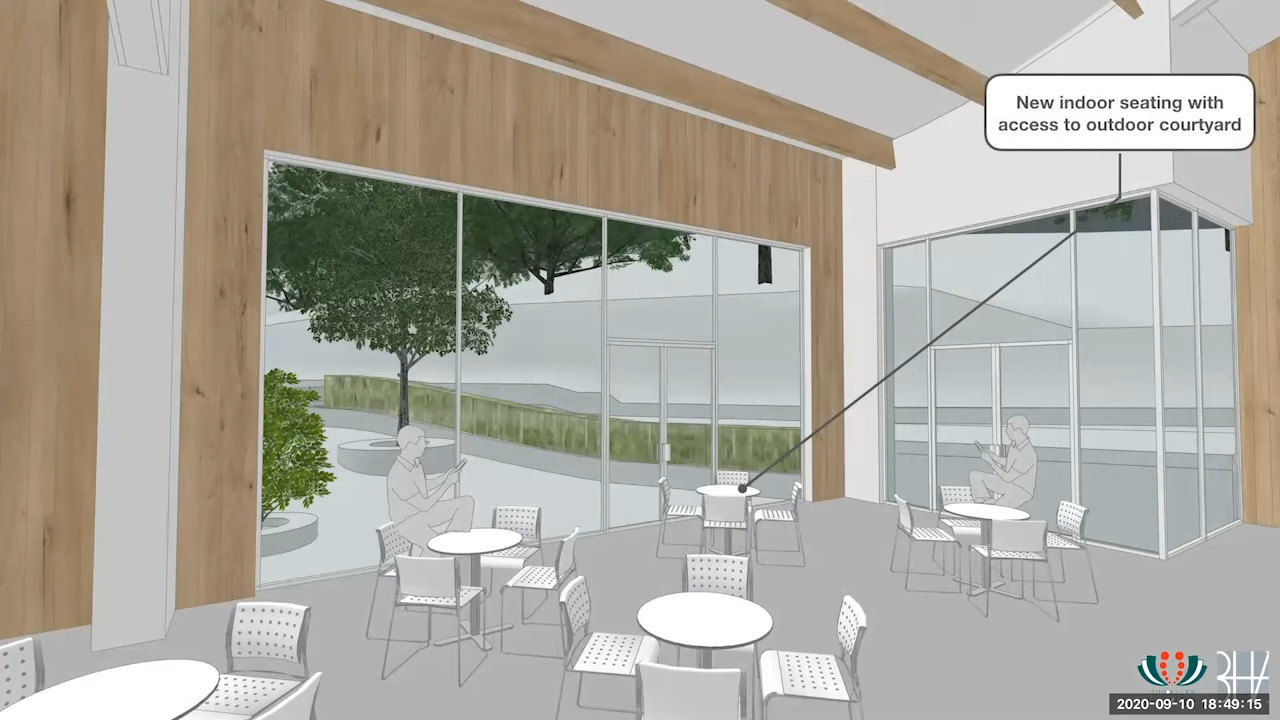 New indoor seating with
access to outdoor courtyard
2020-09-10 18:49:15